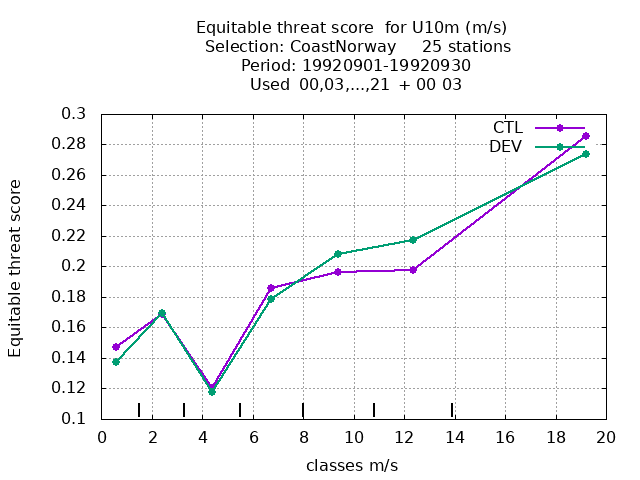 Equitable threat score  for U10m (m/s)
Selection: CoastNorway     25 stations
Period: 19920901-19920930
Used  00,03,...,21  + 00 03
0.3
0.28
0.26
0.24
0.22
0.2
0.18
0.16
0.14
0.12
0.1
Equitable threat score
CTL
DEV
0 2 4 6 8 10 12 14 16 18 20
classes m/s